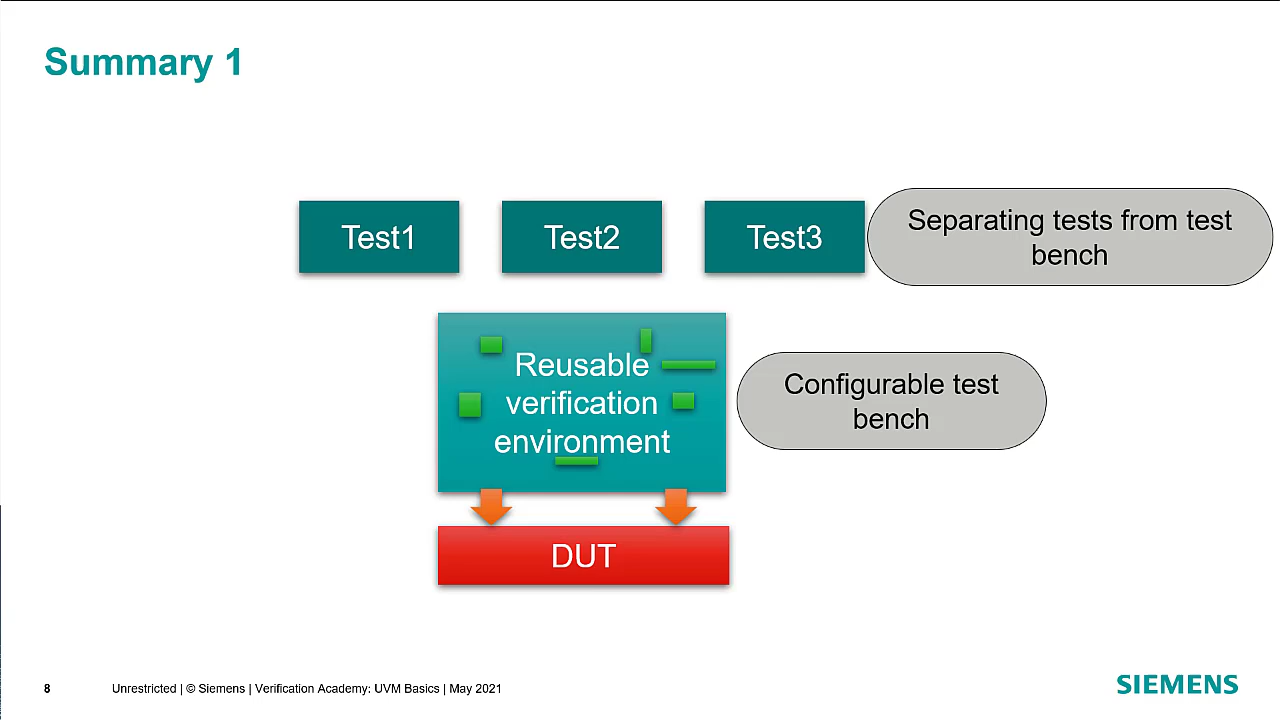 Summary 1
Test1
Test2
Test3
Separating tests from test
bench
Reusable
verification
environment
Configurable test
bench
DUT
8
Unrestricted | © Siemens | Verification Academy: UVM Basics | May 2021
SIEMENS